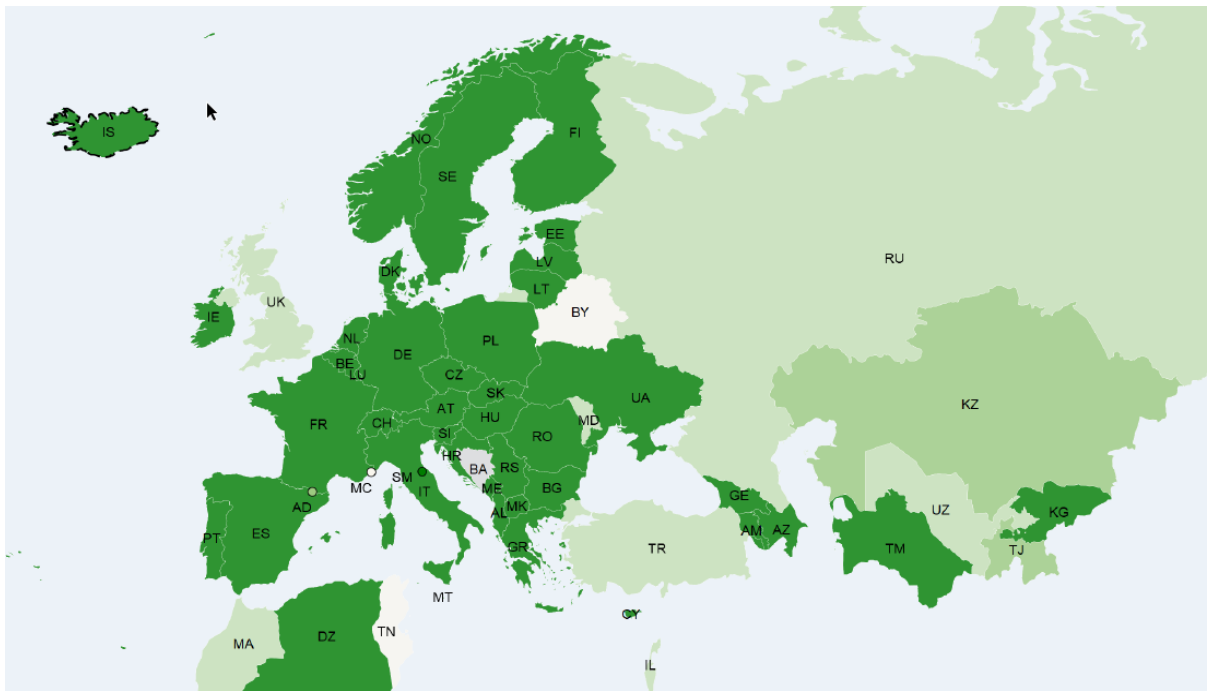 IS
NO
FI
SE
EE
LV
DK
LT
RU
UK
IE
BY
NL
PL
DE
BE
LU
CZ
SK
UA
KZ
AT
HU
MD
FR
CH
SI
RO
HR
BA
RS
SM
MC
IT
ME
BG
AD
MK
AL
GE
UZ
KG
PT
ES
AM
AZ
GR
TR
TM
TJ
MT
CY
TN
DZ
MA
IL